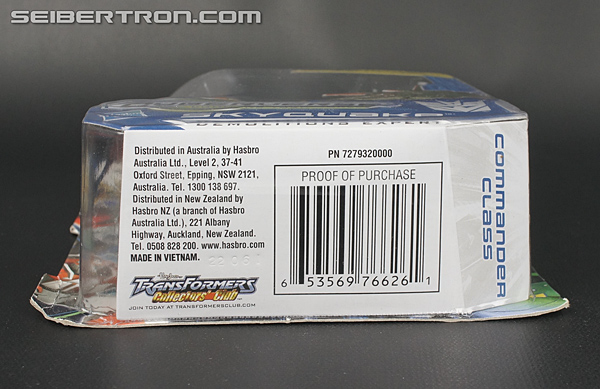 SEIBERTRON.COM
SKYQUAKE
DEMOLITIONS EXPERT
Distributed in Australia by Hasbro
Australia Ltd., Level 2, 37-41
Oxford Street, Epping, NSW 2121,
Australia. Tel. 1300 138 697.
Distributed in New Zealand by
Hasbro NZ (a branch of Hasbro
Australia Ltd.), 221 Albany
Highway, Auckland, New Zealand.
Tel. 0508 828 200. www.hasbro.com
MADE IN VIETNAM.
TRANSFORMERS
Collectors' Club
JOIN TODAY AT TRANSFORMERSCLUB.COM
PN 7279320000
PROOF OF PURCHASE
6 53569 76626 1
COMMANDER
CLASS